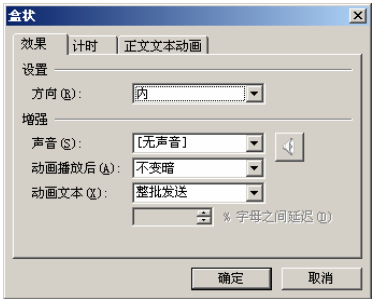 盒状
效果 计时 正文文本动画
设置
方向(R): 内
增强
声音(S): [无声音]
动画播放后(A): 不变暗
动画文本(X): 整批发送
% 字母之间延迟(D)
确定 取消